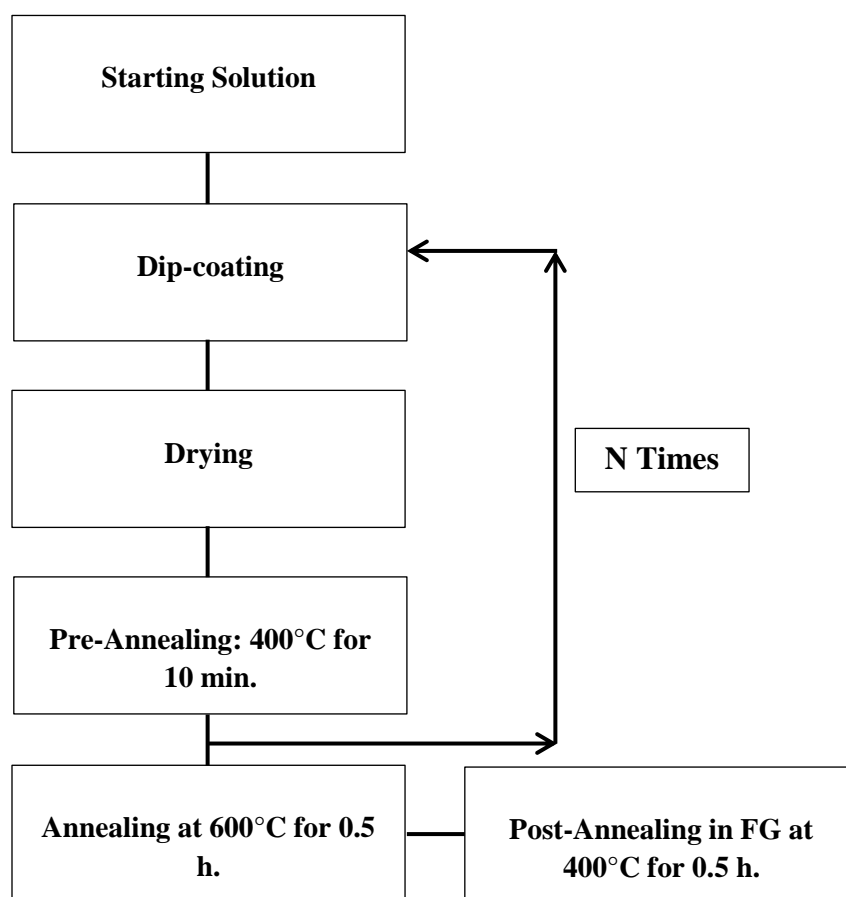 Starting Solution
Dip-coating
Drying
N Times
Pre-Annealing: 400°C for
10 min.
Annealing at 600°C for 0.5
h.
Post-Annealing in FG at
400°C for 0.5 h.